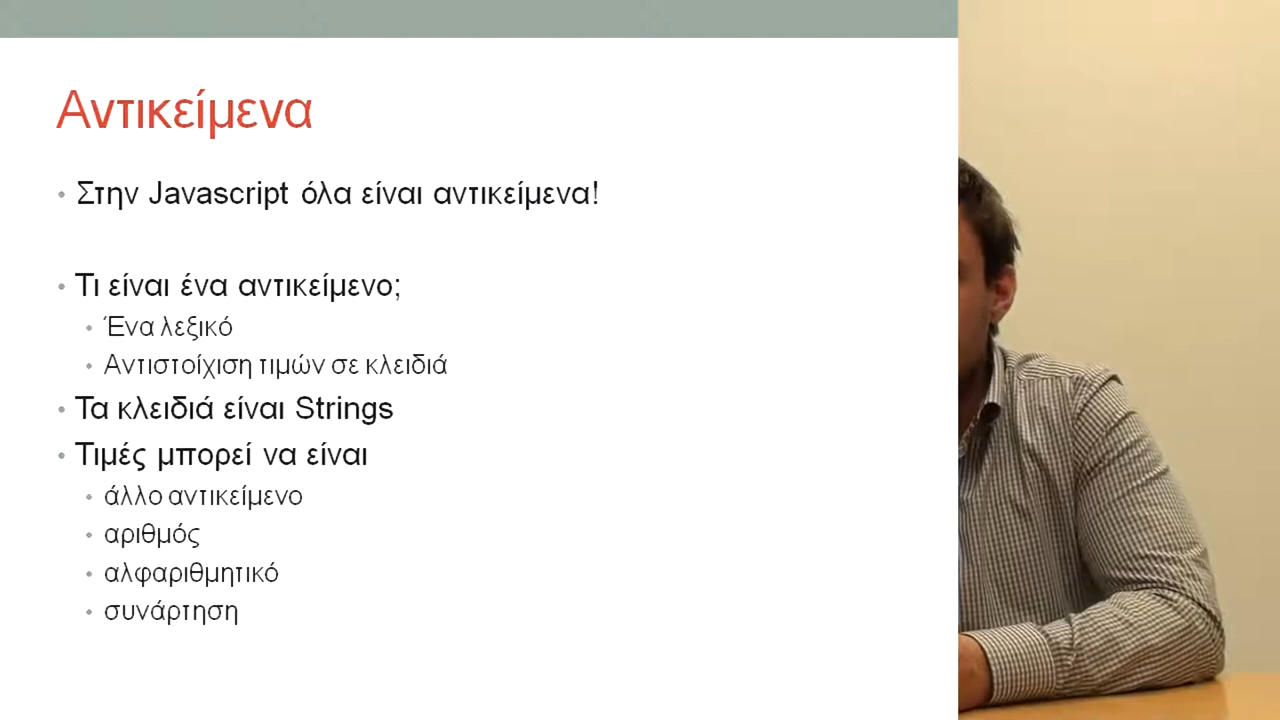 Αντικείμενα
• Στην Javascript όλα είναι αντικείμενα!
• Τι είναι ένα αντικείμενο;
• Ένα λεξικό
• Αντιστοίχιση τιμών σε κλειδιά
• Τα κλειδιά είναι Strings
• Τιμές μπορεί να είναι
• άλλο αντικείμενο
• αριθμός
• αλφαριθμητικό
• συνάρτηση